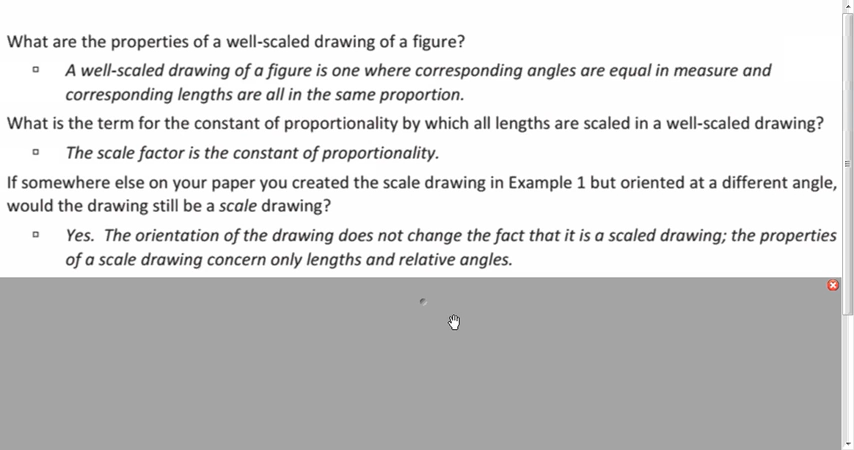 What are the properties of a well-scaled drawing of a figure?
A well-scaled drawing of a figure is one where corresponding angles are equal in measure and
corresponding lengths are all in the same proportion.
What is the term for the constant of proportionality by which all lengths are scaled in a well-scaled drawing?
The scale factor is the constant of proportionality.
If somewhere else on your paper you created the scale drawing in Example 1 but oriented at a different angle,
would the drawing still be a scale drawing?
Yes. The orientation of the drawing does not change the fact that it is a scaled drawing; the properties
of a scale drawing concern only lengths and relative angles.